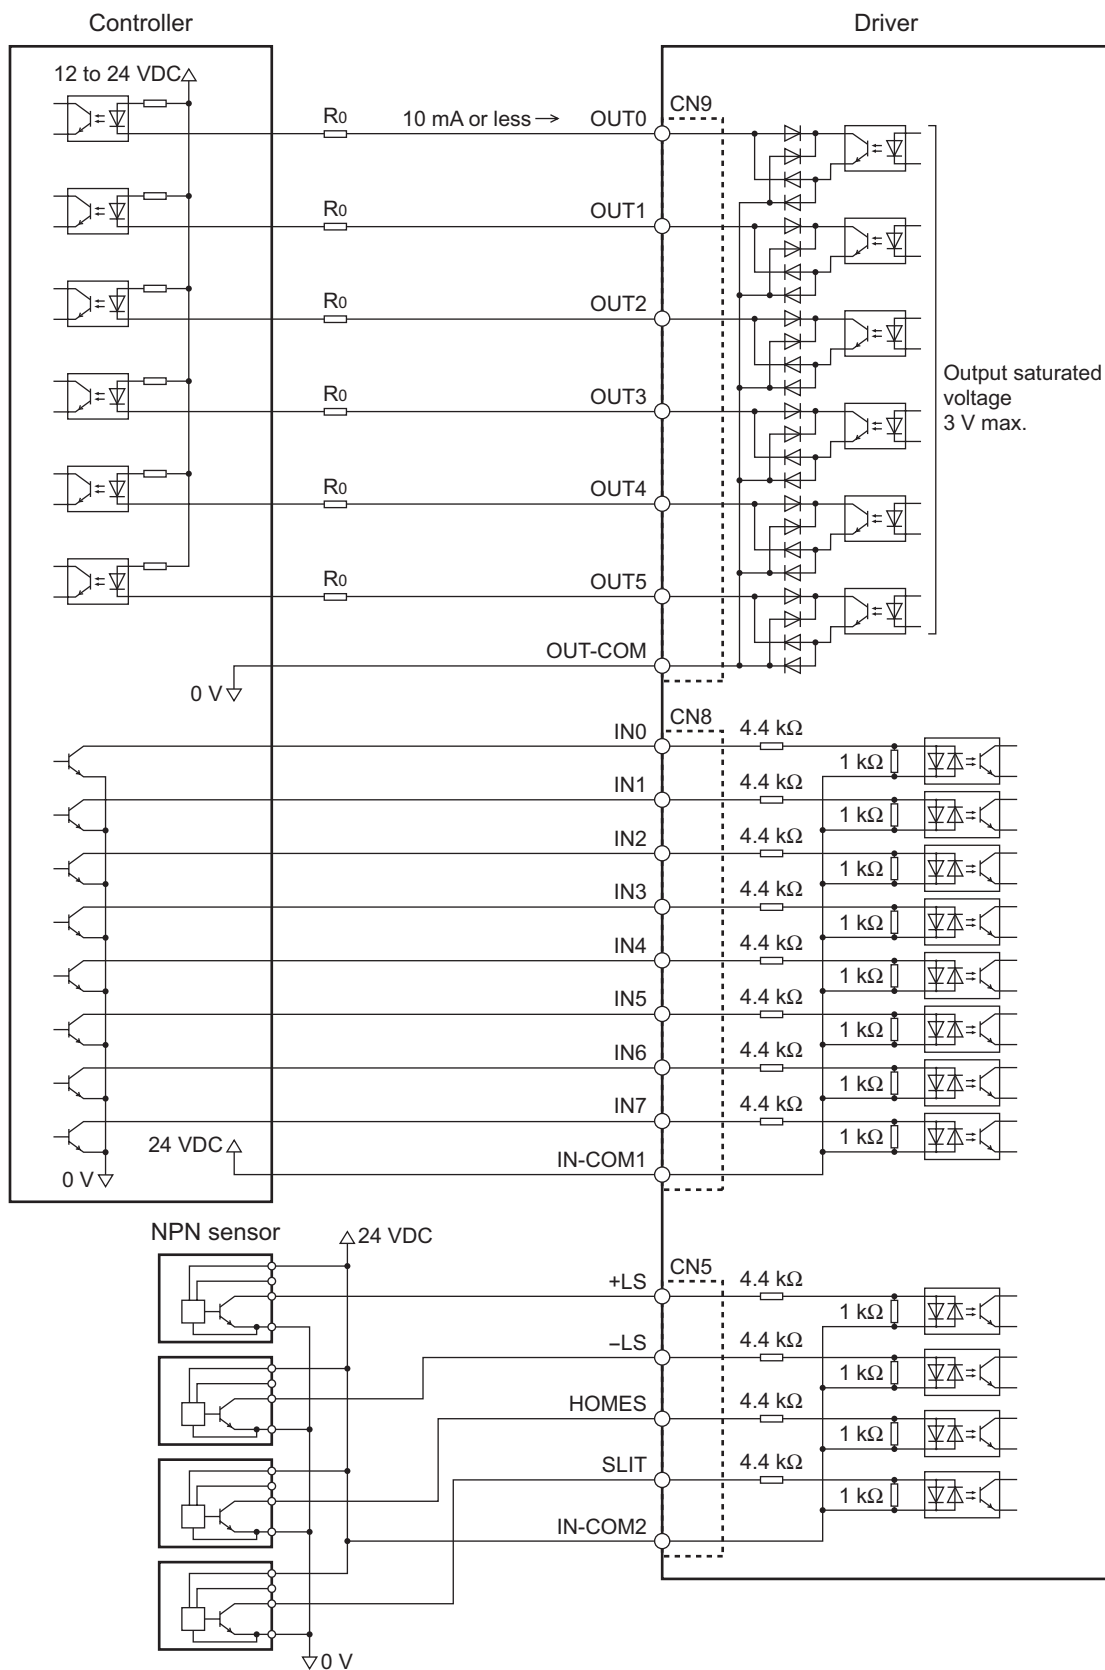 Controller
Driver
12 to 24 VDC
CN9
R0
10 mA or less →
OUT0
R0
OUT1
R0
OUT2
R0
OUT3
R0
OUT4
R0
OUT5
Output saturated
voltage
3 V max.
OUT-COM
0 V
CN8
IN0
4.4 kΩ
1 kΩ
IN1
4.4 kΩ
1 kΩ
IN2
4.4 kΩ
1 kΩ
IN3
4.4 kΩ
1 kΩ
IN4
4.4 kΩ
1 kΩ
IN5
4.4 kΩ
1 kΩ
IN6
4.4 kΩ
1 kΩ
IN7
4.4 kΩ
1 kΩ
24 VDC
IN-COM1
0 V
NPN sensor
24 VDC
CN5
+LS
4.4 kΩ
1 kΩ
–LS
4.4 kΩ
1 kΩ
HOMES
4.4 kΩ
1 kΩ
SLIT
4.4 kΩ
1 kΩ
IN-COM2
0 V